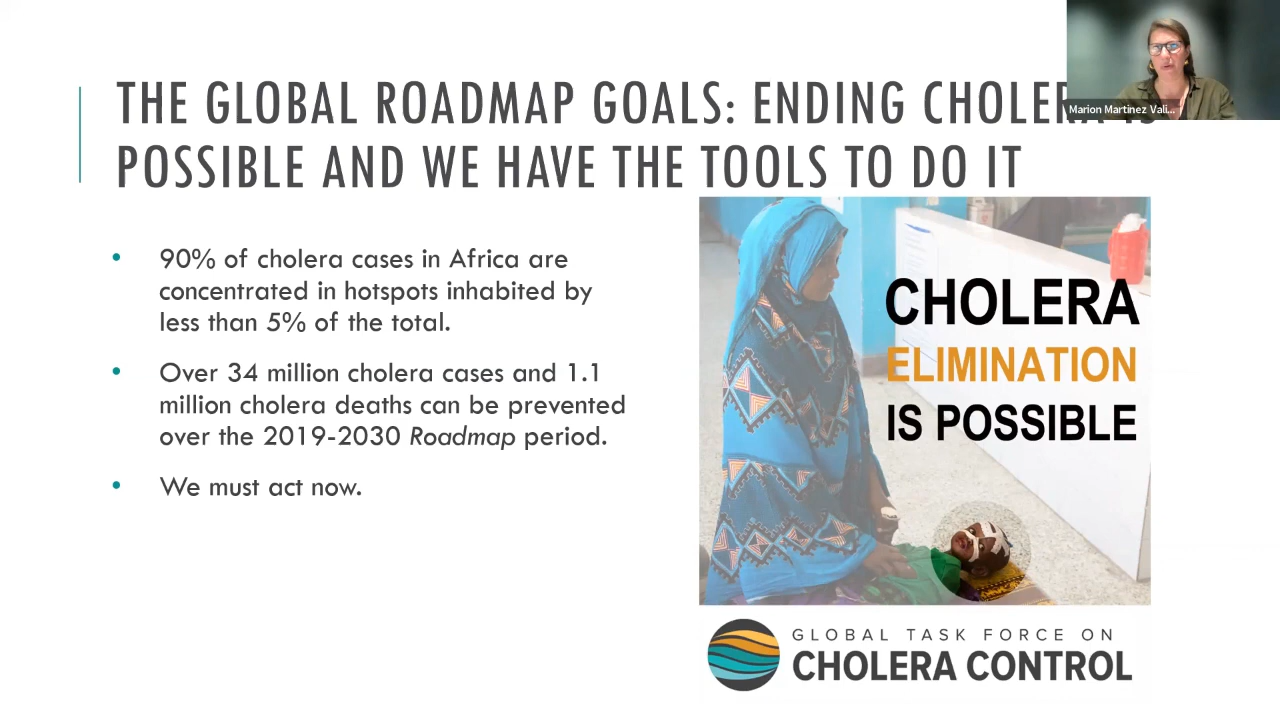 THE GLOBAL ROADMAP GOALS: ENDING CHOLERA IS
POSSIBLE AND WE HAVE THE TOOLS TO DO IT
Marion Martinez Vali...
• 90% of cholera cases in Africa are
concentrated in hotspots inhabited by
less than 5% of the total.
• Over 34 million cholera cases and 1.1
million cholera deaths can be prevented
over the 2019-2030 Roadmap period.
• We must act now.
CHOLERA
ELIMINATION
IS POSSIBLE
GLOBAL TASK FORCE ON
CHOLERA CONTROL